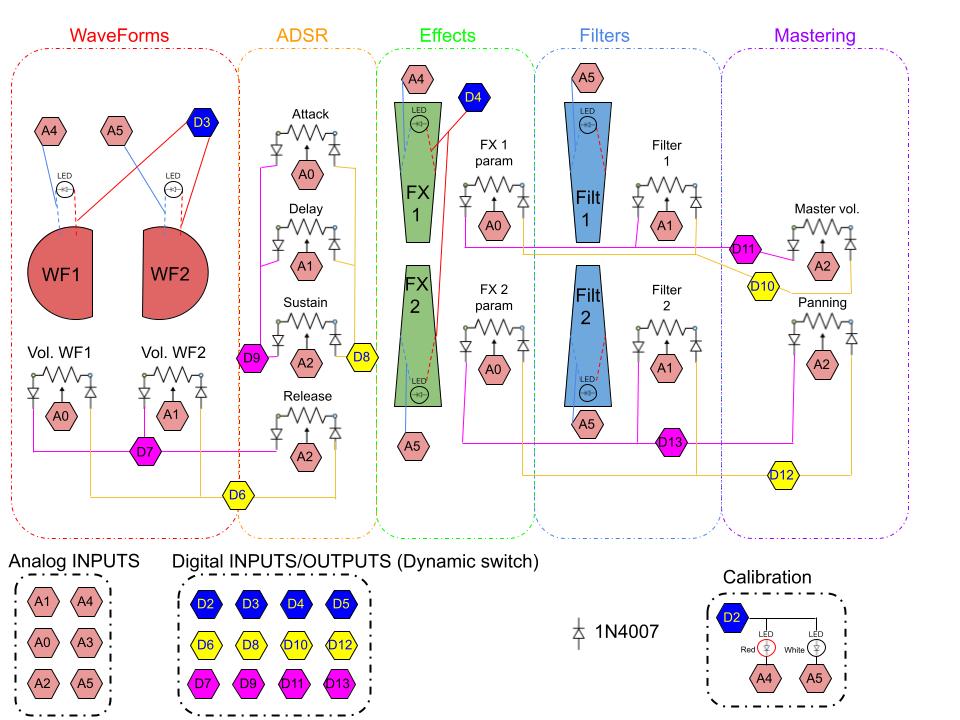 WaveForms
ADSR
Effects
Filters
Mastering
A4
A5
D3
LED
LED
WF1
WF2
Vol. WF1
Vol. WF2
A0
A1
D7
D6
Attack
A0
Delay
A1
Sustain
A2
D9
D8
Release
A2
A4
D4
LED
FX
1
FX 1
param
A0
FX
2
FX 2
param
A0
LED
A5
A5
LED
Filt
1
Filter
1
A1
Filt
2
Filter
2
A1
LED
A5
D13
Master vol.
D11
A2
D10
Panning
A2
D12
Analog INPUTS
A1
A4
A0
A3
A2
A5
Digital INPUTS/OUTPUTS (Dynamic switch)
D2
D3
D4
D5
D6
D8
D10
D12
D7
D9
D11
D13
1N4007
Calibration
D2
LED
LED
Red
White
A4
A5